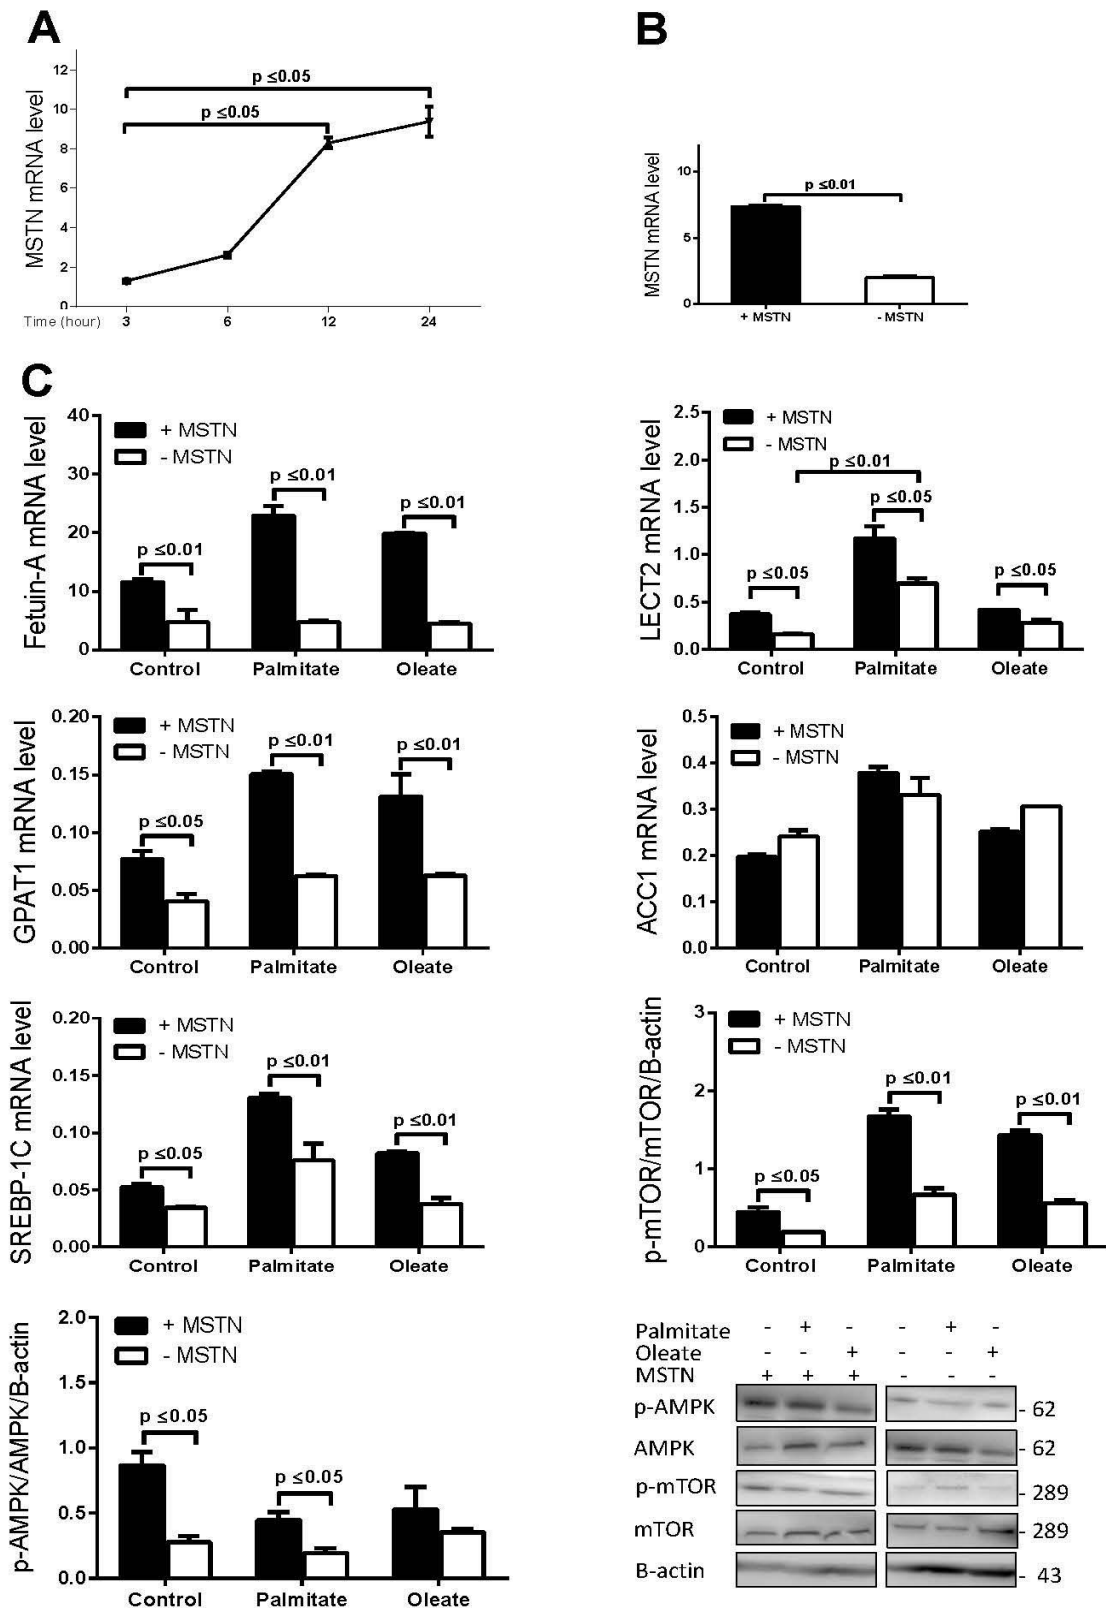 A
MSTN mRNA level
12
10
8
6
4
2
0
p ≤0.05
p ≤0.05
Time (hour) 3 6 12 24
B
MSTN mRNA level
10
5
0
p ≤0.01
+ MSTN - MSTN
C
Fetuin-A mRNA level
40
30
20
10
0
+ MSTN
- MSTN
p ≤0.01
p ≤0.01
p ≤0.01
Control Palmitate Oleate
LECT2 mRNA level
2.5
2.0
1.5
1.0
0.5
0.0
+ MSTN
- MSTN
p ≤0.01
p ≤0.05
p ≤0.05
p ≤0.05
Control Palmitate Oleate
GPAT1 mRNA level
0.20
0.15
0.10
0.05
0.00
+ MSTN
- MSTN
p ≤0.01
p ≤0.01
p ≤0.05
Control Palmitate Oleate
ACC1 mRNA level
0.5
0.4
0.3
0.2
0.1
0.0
+ MSTN
- MSTN
Control Palmitate Oleate
SREBP-1C mRNA level
0.20
0.15
0.10
0.05
0.00
+ MSTN
- MSTN
p ≤0.01
p ≤0.01
p ≤0.05
Control Palmitate Oleate
p-mTOR/mTOR/B-actin
3
2
1
0
+ MSTN
- MSTN
p ≤0.01
p ≤0.01
p ≤0.05
Control Palmitate Oleate
p-AMPK/AMPK/B-actin
2.0
1.5
1.0
0.5
0.0
+ MSTN
- MSTN
p ≤0.05
p ≤0.05
Control Palmitate Oleate
Palmitate - + - - + -
Oleate - - + - - +
MSTN + + + - - -
p-AMPK - 62
AMPK - 62
p-mTOR - 289
mTOR - 289
B-actin - 43